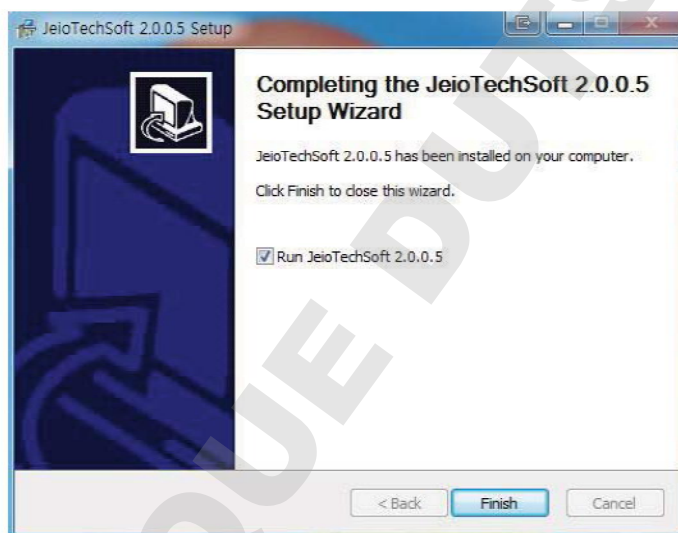 JeioTechSoft 2.0.0.5 Setup
Completing the JeioTechSoft 2.0.0.5
Setup Wizard
JeioTechSoft 2.0.0.5 has been installed on your computer.
Click Finish to close this wizard.
Run JeioTechSoft 2.0.0.5
< Back
Finish
Cancel